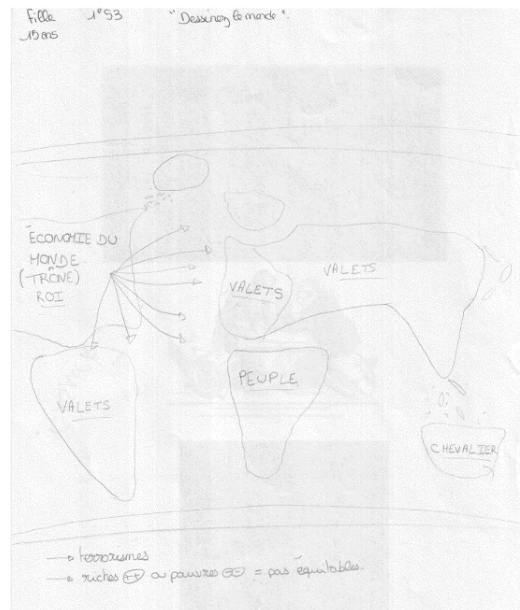 Fille 1°S3 "Dessinez le monde".
15 ans
ÉCONOMIE DU
MONDE
(TRÔNE)
ROI
VALETS
VALETS
VALETS
PEUPLE
CHEVALIER
→ terrorismes
→ riches ++ ou pauvres -- = pas équitables.